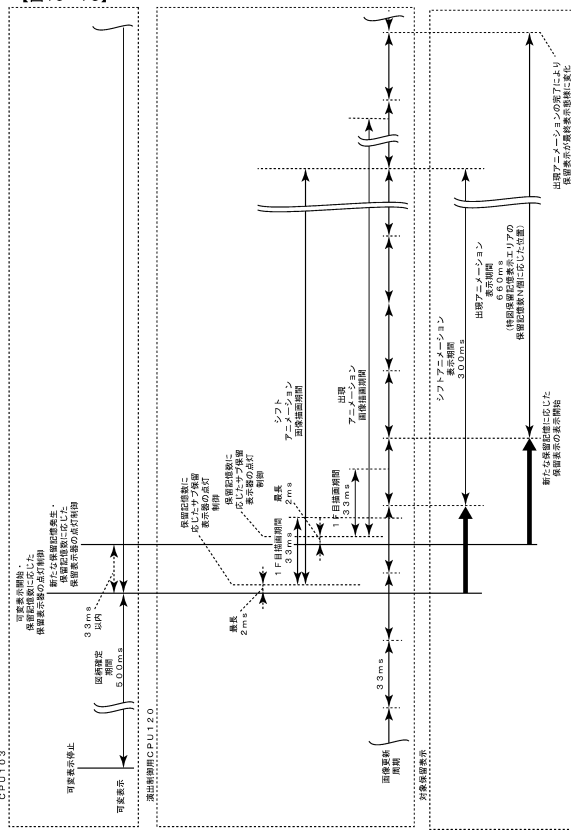 CPU103
可変表示停止
可変表示
図柄確定
期間
500ms
33ms
以内
可変表示開始・
保留記憶数に応じた
保留表示器の点灯制御
新たな保留記憶発生・
保留記憶数に応じた
保留表示器の点灯制御
演出制御用CPU120
最長
2ms
保留記憶数に
応じたサブ保留
表示器の点灯
制御
保留記憶数に
応じたサブ保留
表示器の点灯
制御
最長
2ms
1F目描画期間
33ms
1F目描画期間
33ms
シフト
アニメーション
画像描画期間
出現
アニメーション
画像描画期間
画像更新
周期
33ms
対象保留表示
シフトアニメーション
表示期間
300ms
出現アニメーション
表示期間
660ms
(特図保留記憶表示エリアの
保留記憶数N個に応じた位置)
新たな保留記憶に応じた
保留表示の表示開始
出現アニメーションの完了により
保留表示が最終表示態様に変化